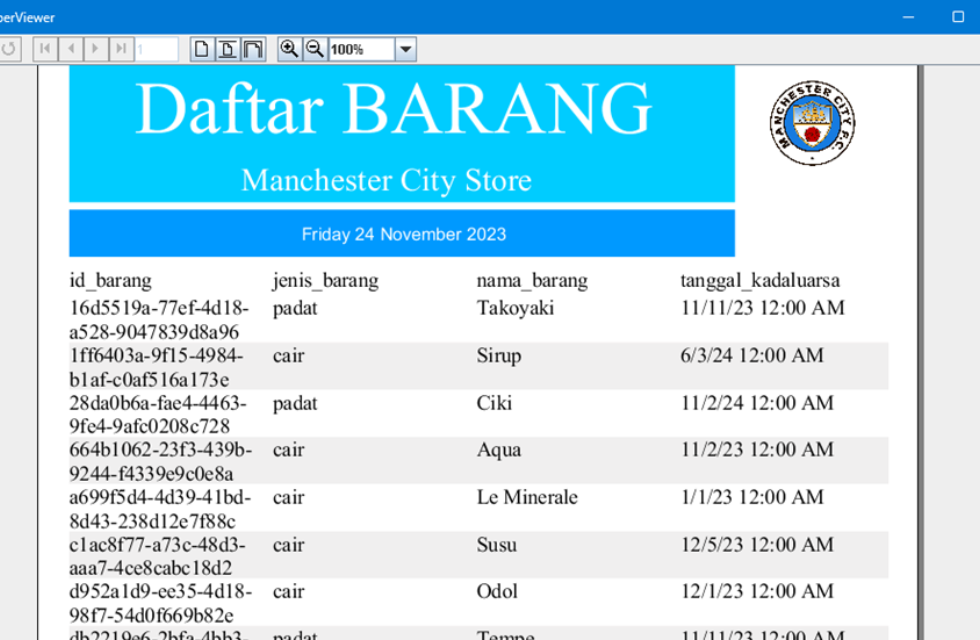 perViewer
1
100%
Daftar BARANG
MANCHESTER CITY F.C.
Manchester City Store
Friday 24 November 2023
id_barang jenis_barang nama_barang tanggal_kadaluarsa
16d5519a-77ef-4d18- padat Takoyaki 11/11/23 12:00 AM
a528-9047839d8a96
1ff6403a-9f15-4984- cair Sirup 6/3/24 12:00 AM
b1af-c0af516a173e
28da0b6a-fae4-4463- padat Ciki 11/2/24 12:00 AM
9fe4-9afc0208c728
664b1062-23f3-439b- cair Aqua 11/2/23 12:00 AM
9244-f4339e9c0e8a
a699f5d4-4d39-41bd- cair Le Minerale 1/1/23 12:00 AM
8d43-238d12e7f88c
c1ac8f77-a73c-48d3- cair Susu 12/5/23 12:00 AM
aaa7-4ce8cabc18d2
d952a1d9-ee35-4d18- cair Odol 12/1/23 12:00 AM
98f7-54d0f669b82e
db2219e6-2bfa-4bb3- padat Tempe 11/11/23 12:00 AM